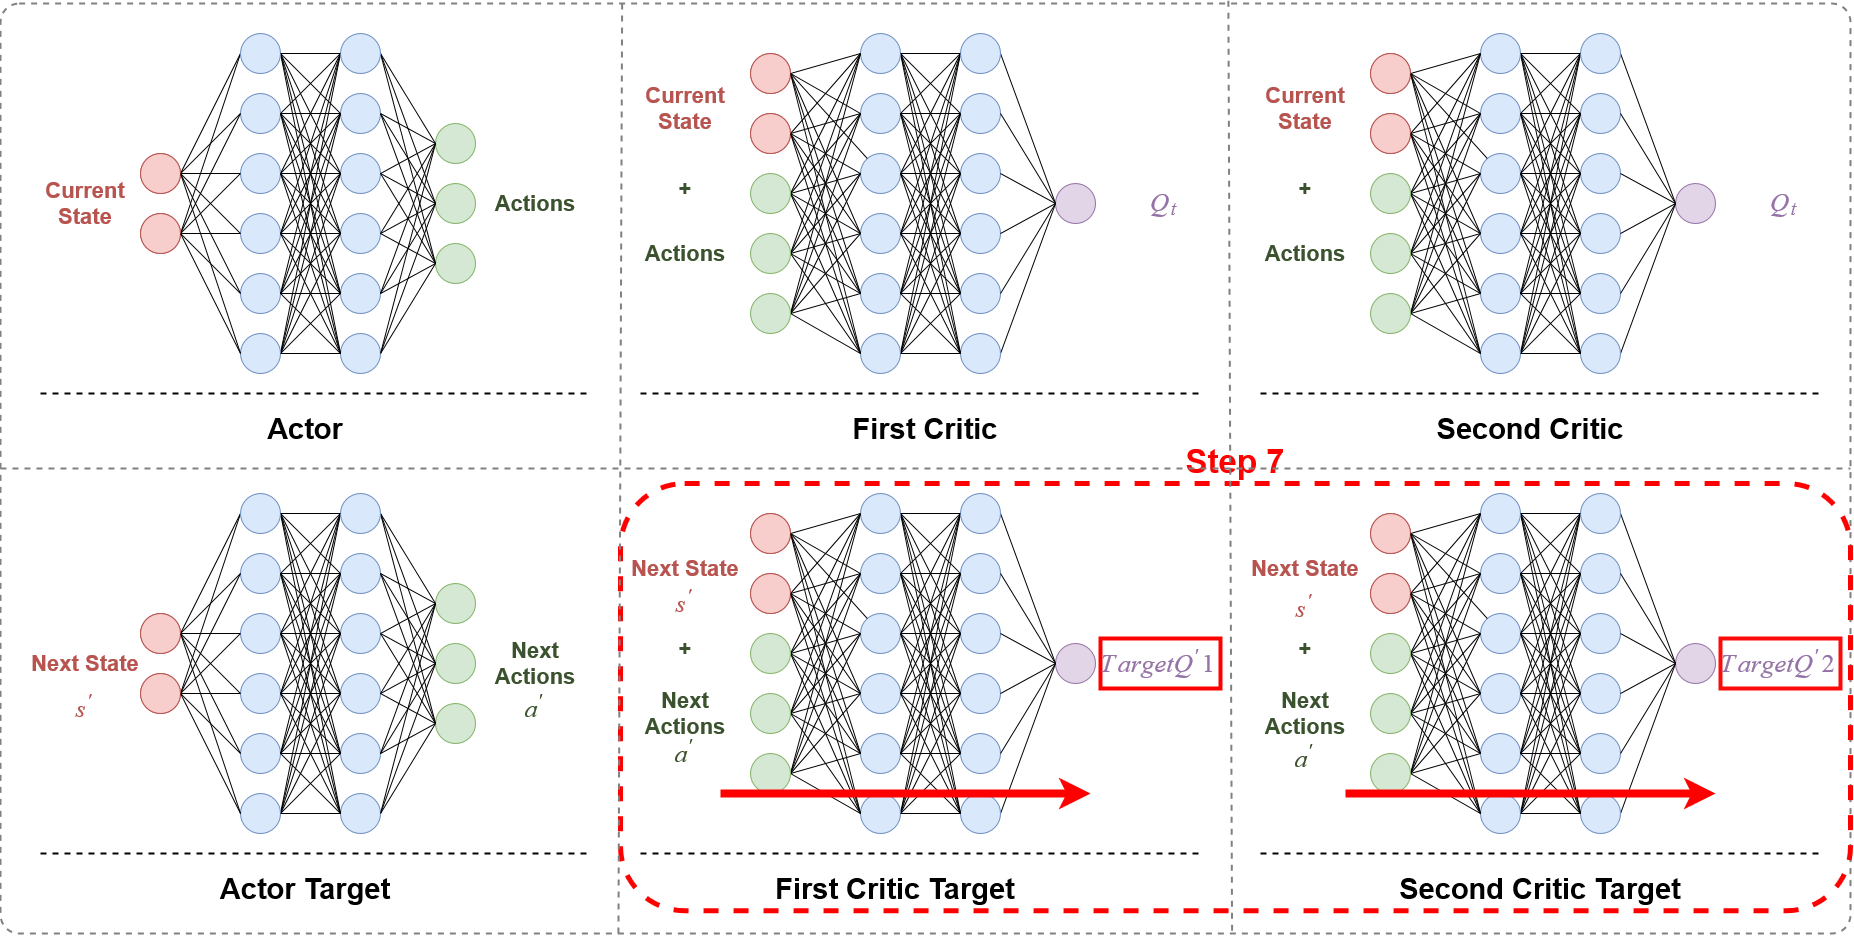 Current
State
Actions
Actor
Current
State
+
Actions
Qt
First Critic
Current
State
+
Actions
Qt
Second Critic
Step 7
Next State
s'
Next
Actions
a'
Actor Target
Next State
s'
+
Next
Actions
a'
TargetQ'1
First Critic Target
Next State
s'
+
Next
Actions
a'
TargetQ'2
Second Critic Target